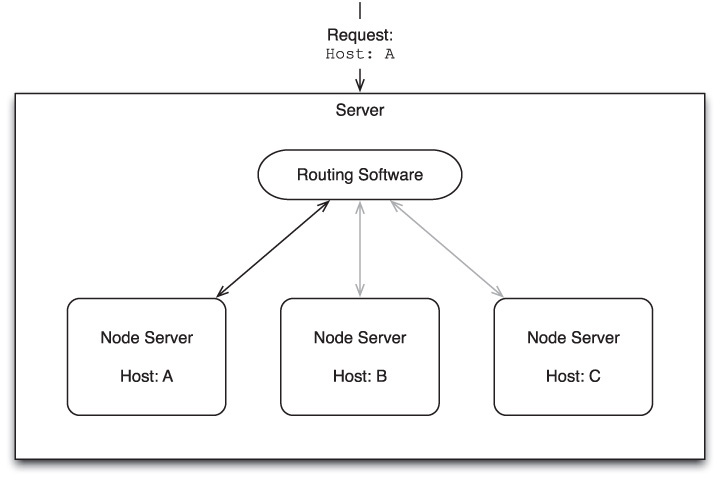 Request:
Host: A
Server
Routing Software
Node Server
Host: A
Node Server
Host: B
Node Server
Host: C